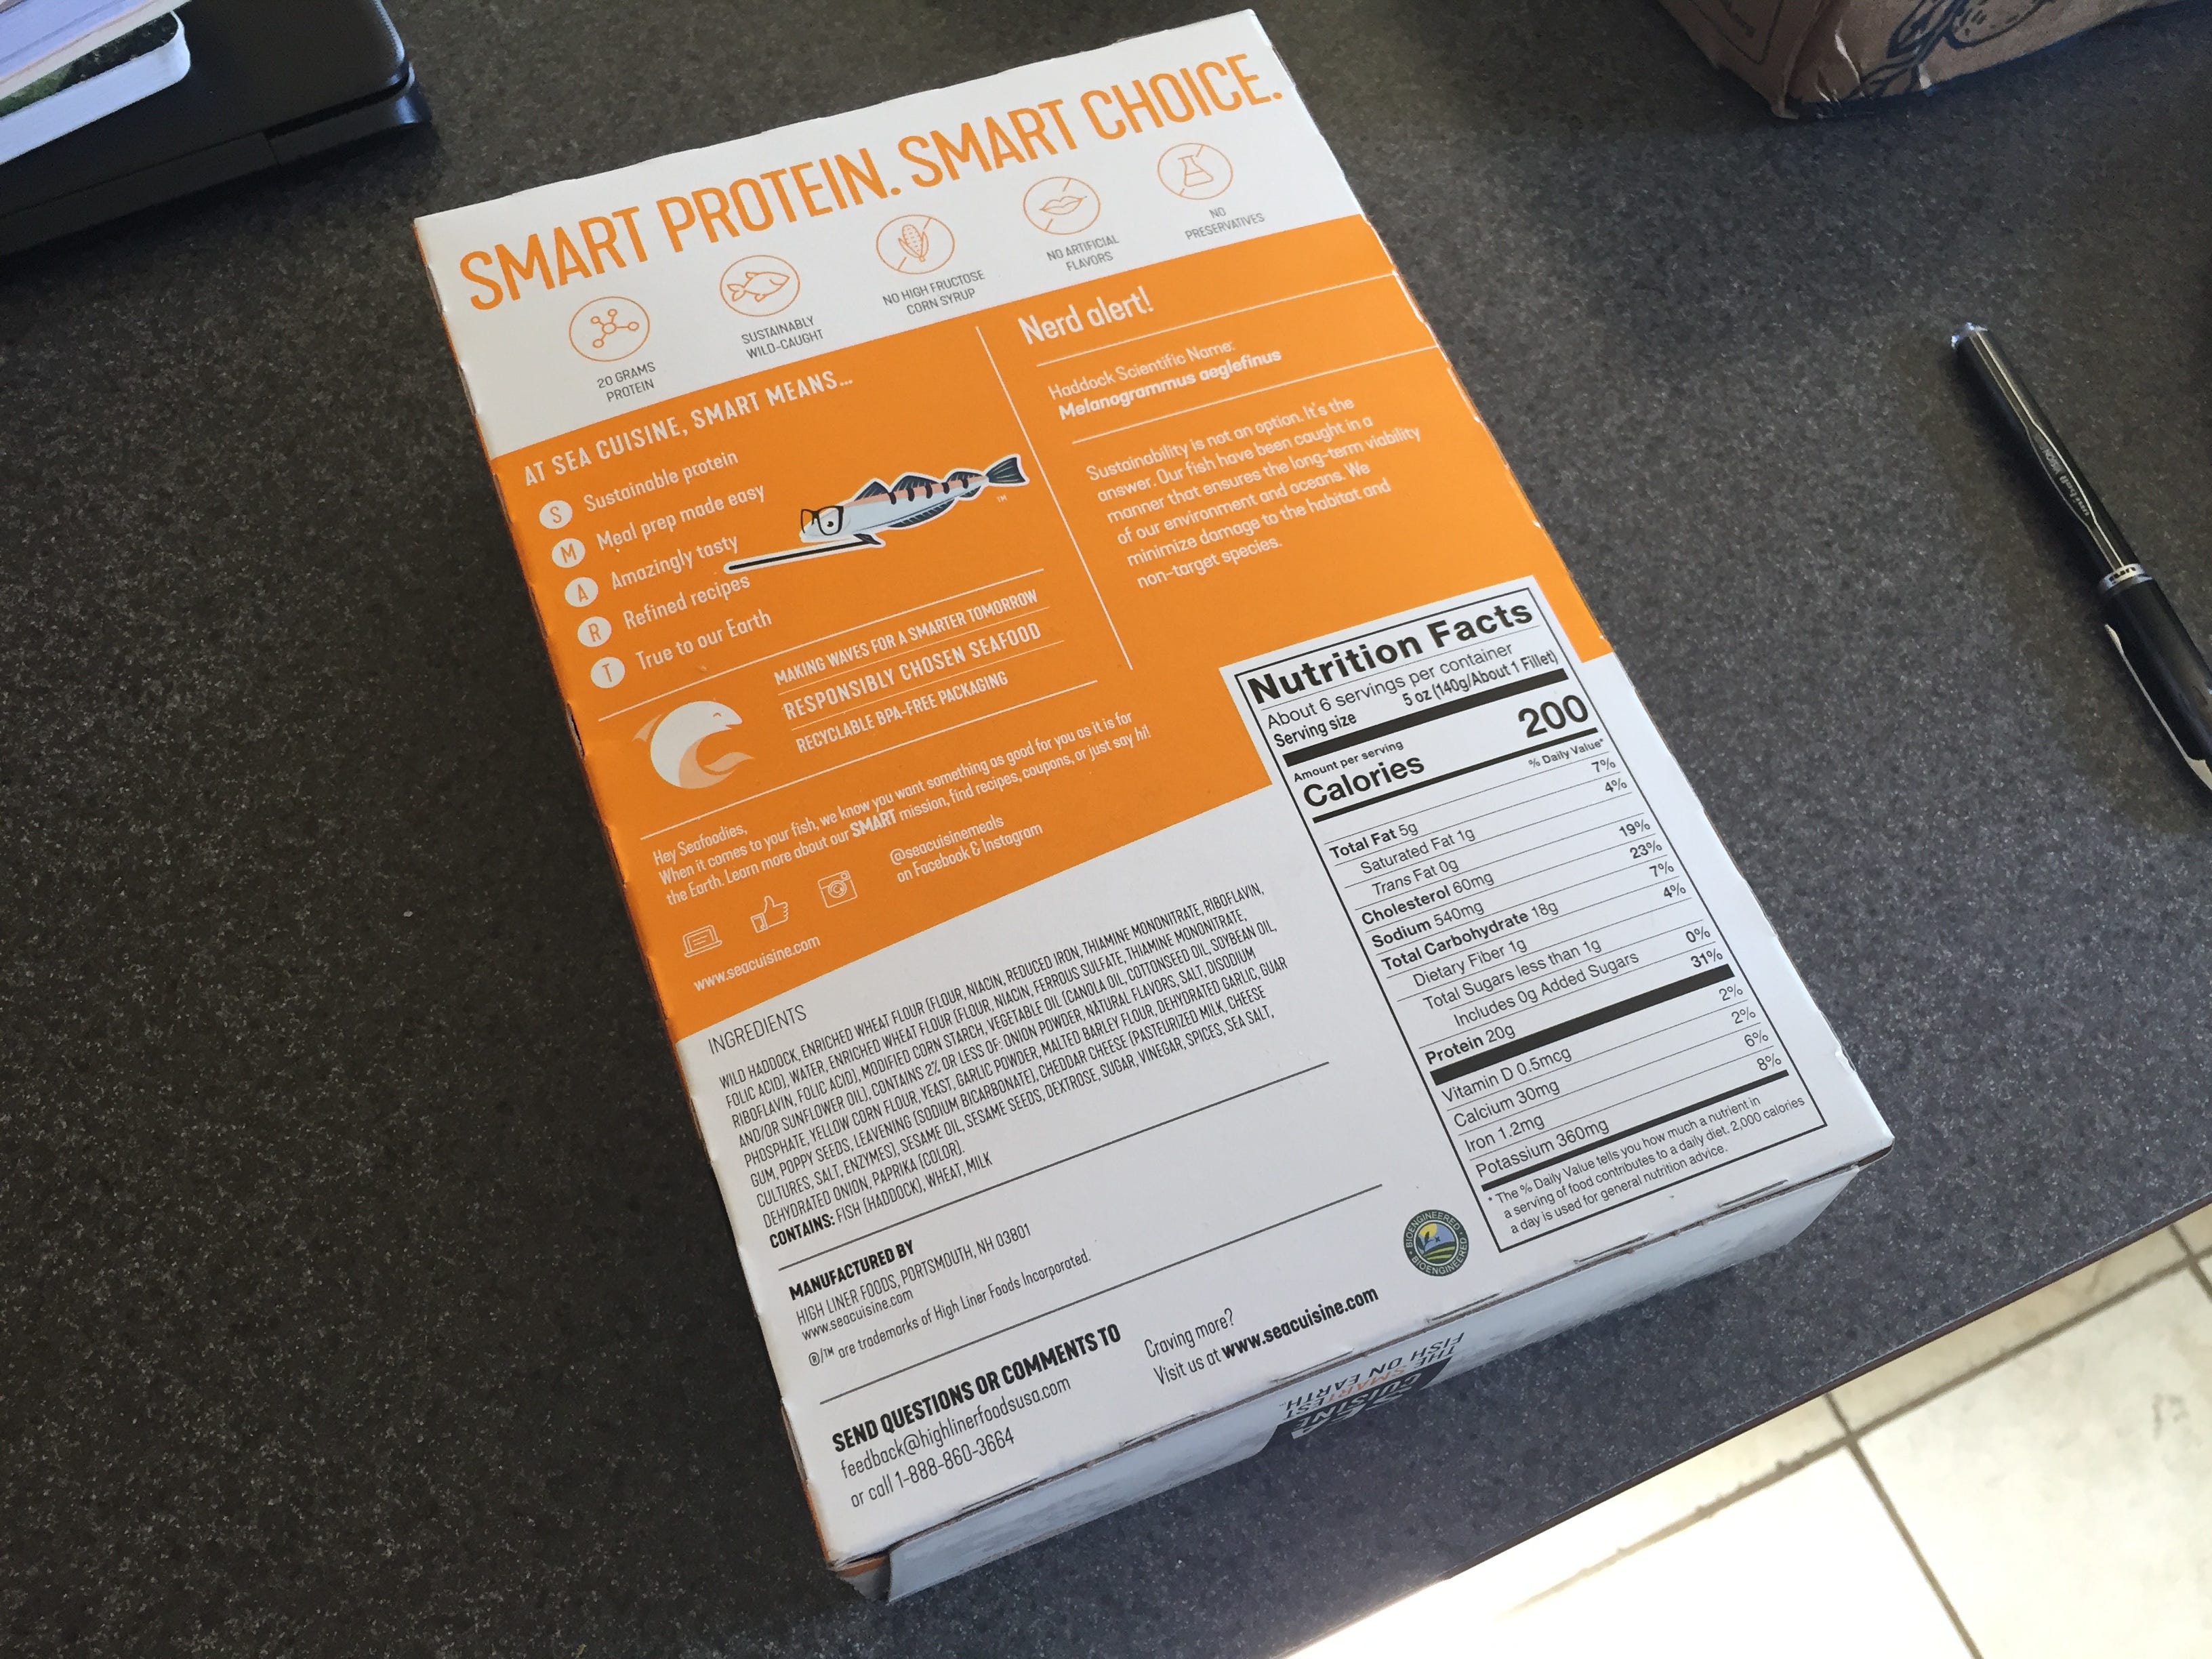 SMART PROTEIN. SMART CHOICE.
20 GRAMS
PROTEIN
SUSTAINABLY
WILD-CAUGHT
NO HIGH FRUCTOSE
CORN SYRUP
NO ARTIFICIAL
FLAVORS
NO
PRESERVATIVES
AT SEA CUISINE, SMART MEANS...
S Sustainable protein
M Meal prep made easy
A Amazingly tasty
R Refined recipes
T True to our Earth
TM
MAKING WAVES FOR A SMARTER TOMORROW
RESPONSIBLY CHOSEN SEAFOOD
RECYCLABLE BPA-FREE PACKAGING
Hey Seafoodies,
When it comes to your fish, we know you want something as good for you as it is for
the Earth. Learn more about our SMART mission, find recipes, coupons, or just say hi!
@seacuisinemeals
on Facebook & Instagram
www.seacuisine.com
Nerd alert!
Haddock Scientific Name:
Melanogrammus aeglefinus
Sustainability is not an option. It's the
answer. Our fish have been caught in a
manner that ensures the long-term viability
of our environment and oceans. We
minimize damage to the habitat and
non-target species.
Nutrition Facts
About 6 servings per container
Serving size 5 oz (140g/About 1 Fillet)
Amount per serving
Calories 200
% Daily Value*
Total Fat 5g 7%
Saturated Fat 1g 4%
Trans Fat 0g
Cholesterol 60mg 19%
Sodium 540mg 23%
Total Carbohydrate 18g 7%
Dietary Fiber 1g 4%
Total Sugars less than 1g
Includes 0g Added Sugars 0%
Protein 20g 31%
Vitamin D 0.5mcg 2%
Calcium 30mg 2%
Iron 1.2mg 6%
Potassium 360mg 8%
* The % Daily Value tells you how much a nutrient in
a serving of food contributes to a daily diet. 2,000 calories
a day is used for general nutrition advice.
INGREDIENTS
WILD HADDOCK, ENRICHED WHEAT FLOUR (FLOUR, NIACIN, REDUCED IRON, THIAMINE MONONITRATE, RIBOFLAVIN,
FOLIC ACID), WATER, ENRICHED WHEAT FLOUR (FLOUR, NIACIN, FERROUS SULFATE, THIAMINE MONONITRATE,
RIBOFLAVIN, FOLIC ACID), MODIFIED CORN STARCH, VEGETABLE OIL (CANOLA OIL, COTTONSEED OIL, SOYBEAN OIL,
AND/OR SUNFLOWER OIL), CONTAINS 2% OR LESS OF: ONION POWDER, NATURAL FLAVORS, SALT, DISODIUM
PHOSPHATE, YELLOW CORN FLOUR, YEAST, GARLIC POWDER, MALTED BARLEY FLOUR, DEHYDRATED GARLIC, GUAR
GUM, POPPY SEEDS, LEAVENING (SODIUM BICARBONATE), CHEDDAR CHEESE (PASTEURIZED MILK, CHEESE
CULTURES, SALT, ENZYMES), SESAME OIL, SESAME SEEDS, DEXTROSE, SUGAR, VINEGAR, SPICES, SEA SALT,
DEHYDRATED ONION, PAPRIKA (COLOR).
CONTAINS: FISH (HADDOCK), WHEAT, MILK
MANUFACTURED BY
HIGH LINER FOODS, PORTSMOUTH, NH 03801
www.seacuisine.com
®/™ are trademarks of High Liner Foods Incorporated.
SEND QUESTIONS OR COMMENTS TO
feedback@highlinerfoodsusa.com
or call 1-888-860-3664
Craving more?
Visit us at www.seacuisine.com
BIOENGINEERED
BIOENGINEERED
SEA
CUISINE
THE SMARTEST
FISH ON EARTH